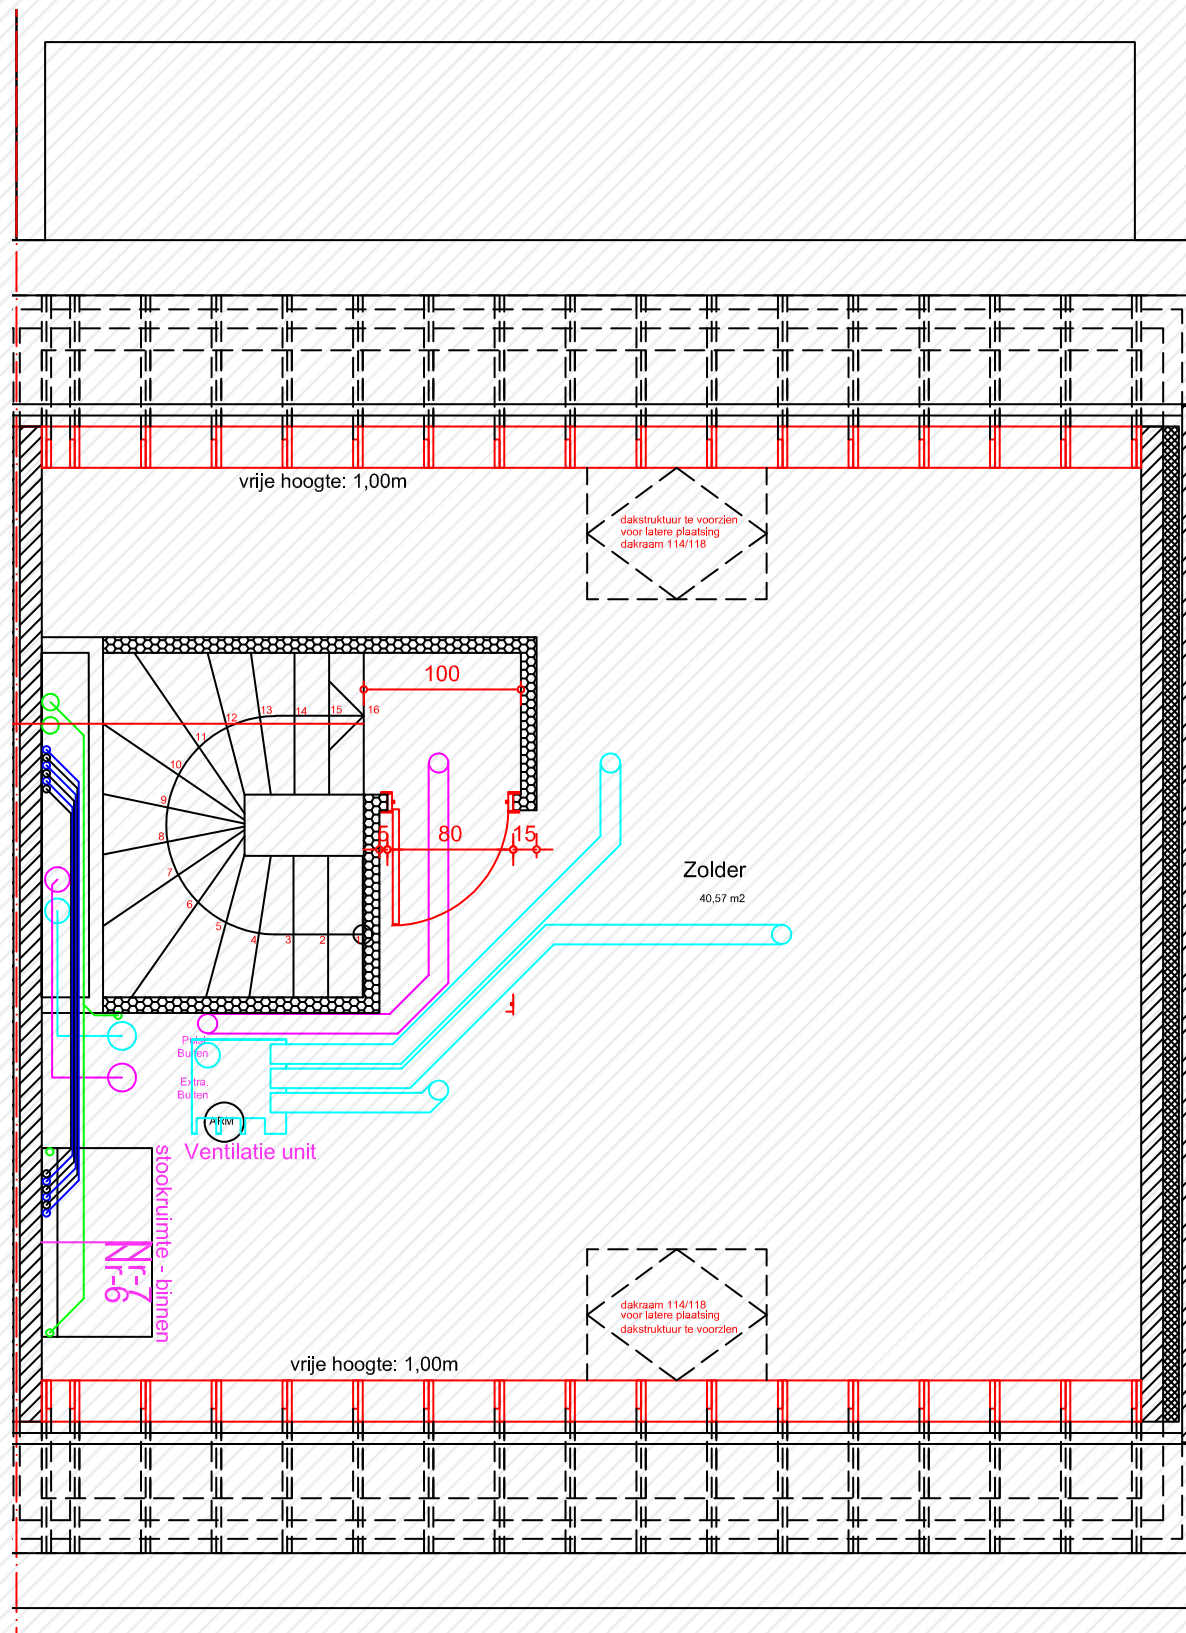 vrije hoogte: 1,00m
dakstruktuur te voorzien
voor latere plaatsing
dakraam 114/118
100
16
15
14
13
12
11
10
9
8
7
6
5
4
3
2
1
5
80
15
Zolder
40,57 m2
Pulsi.
Buiten
Extra.
Buiten
ARM
Ventilatie unit
stookruimte - binnen
Nr-7
Nr-6
dakraam 114/118
voor latere plaatsing
dakstruktuur te voorzien
vrije hoogte: 1,00m